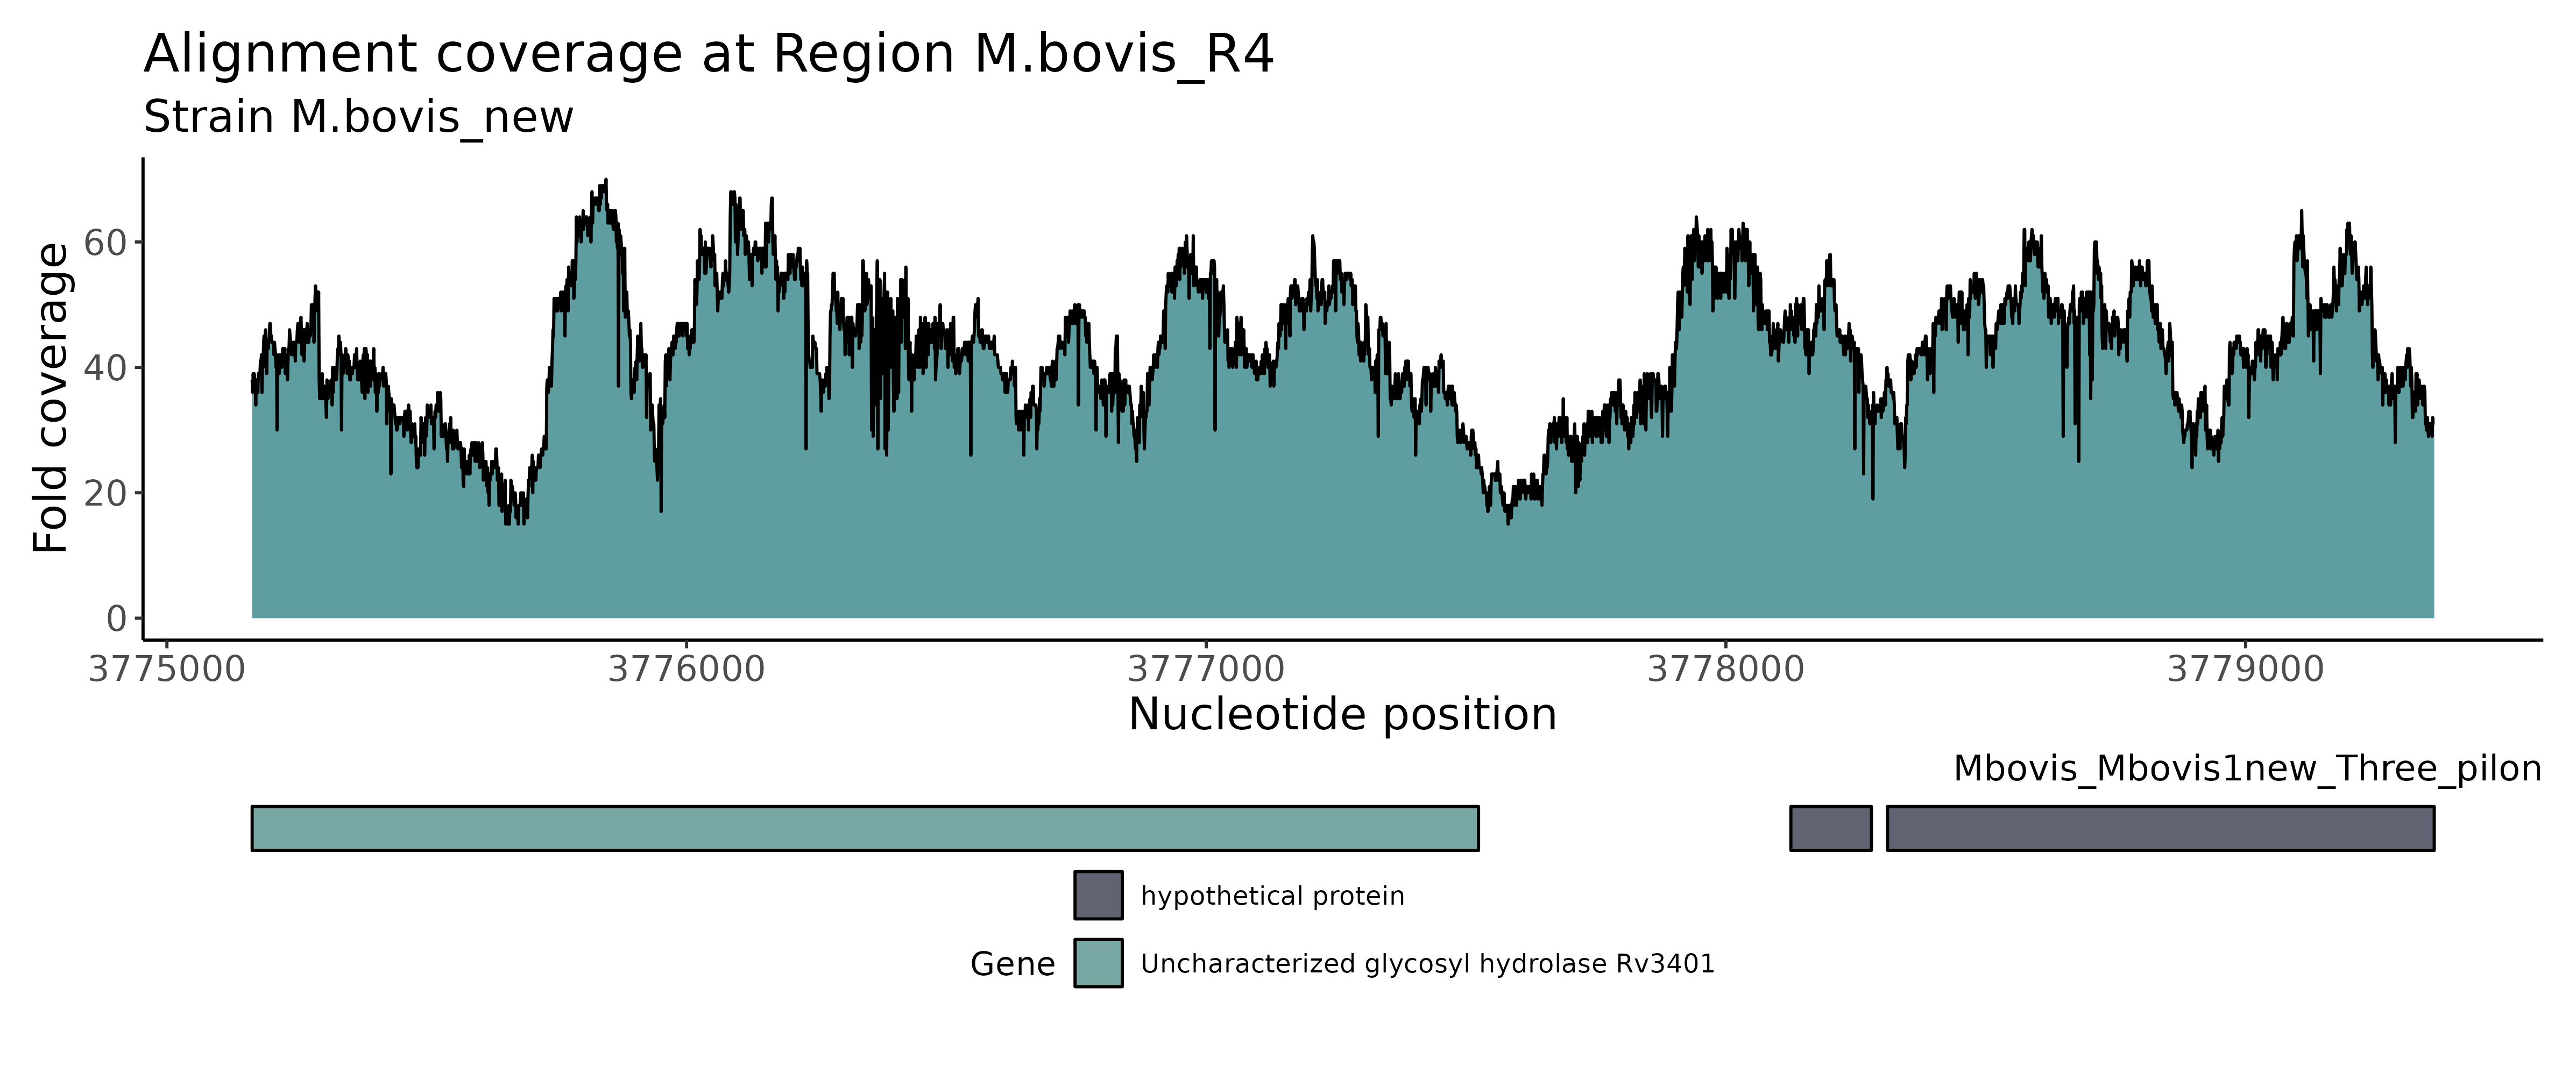 Alignment coverage at Region M.bovis_R4
Strain M.bovis_new
Fold coverage
60
40
20
0
3775000 3776000 3777000 3778000 3779000
Nucleotide position
Mbovis_Mbovis1new_Three_pilon
hypothetical protein
Gene Uncharacterized glycosyl hydrolase Rv3401